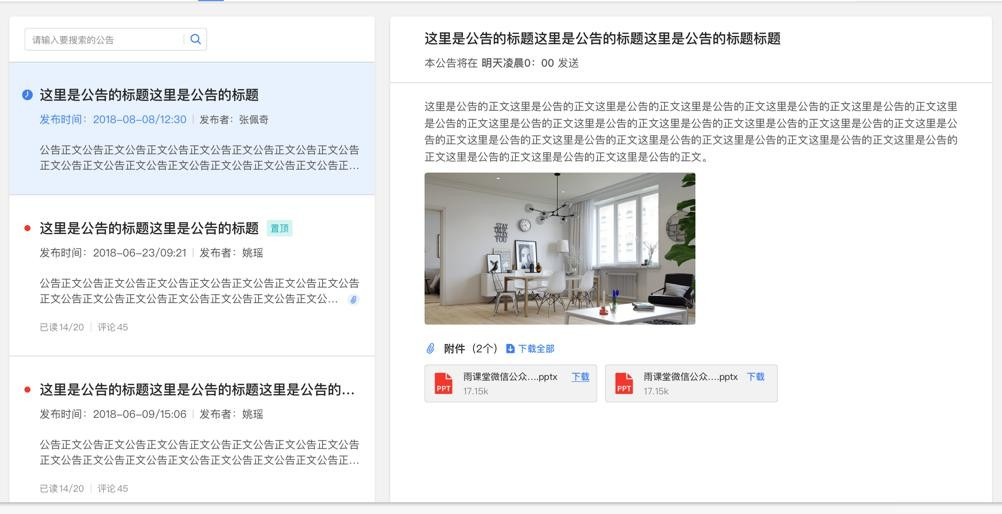 请输入要搜索的公告
这里是公告的标题这里是公告的标题
发布时间：2018-08-08/12:30 发布者：张佩奇
公告正文公告正文公告正文公告正文公告正文公告正文公告正文公告
正文公告正文公告正文公告正文公告正文公告正文公告正文公告正...
这里是公告的标题这里是公告的标题 置顶
发布时间：2018-06-23/09:21 发布者：姚瑶
公告正文公告正文公告正文公告正文公告正文公告正文公告正文公告
正文公告正文公告正文公告正文公告正文公告正文公告正文公...
已读14/20 评论45
这里是公告的标题这里是公告的标题这里是公告的...
发布时间：2018-06-09/15:06 发布者：姚瑶
公告正文公告正文公告正文公告正文公告正文公告正文公告正文公告
正文公告正文公告正文公告正文公告正文公告正文公告正文公告正...
已读14/20 评论45
这里是公告的标题这里是公告的标题这里是公告的标题标题
本公告将在 明天凌晨0：00 发送
这里是公告的正文这里是公告的正文这里是公告的正文这里是公告的正文这里是公告的正文这里是公告的正文这里
是公告的正文这里是公告的正文这里是公告的正文这里是公告的正文这里是公告的正文这里是公告的正文这里是公
告的正文这里是公告的正文这里是公告的正文这里是公告的正文这里是公告的正文这里是公告的正文这里是公告的
正文这里是公告的正文这里是公告的正文这里是公告的正文。
附件（2个） 下载全部
PPT 雨课堂微信公众....pptx 下载
17.15k
PPT 雨课堂微信公众....pptx 下载
17.15k